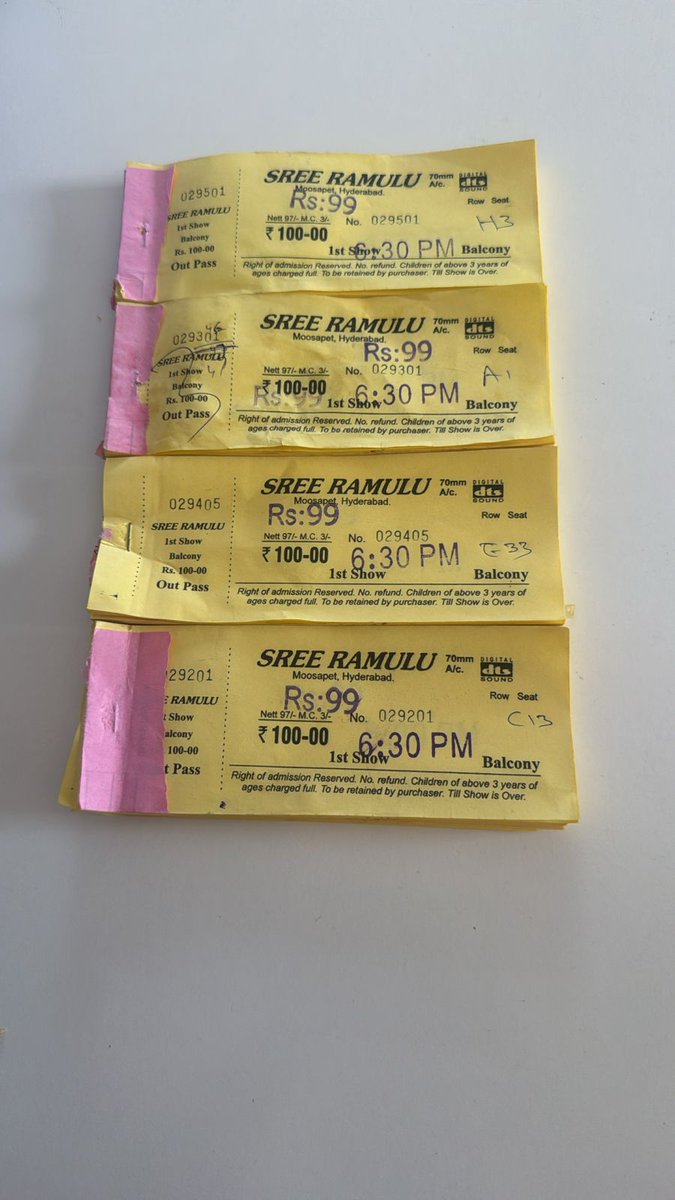 029501
SREE RAMULU
1st Show
Balcony
Rs. 100-00
Out Pass
SREE RAMULU 70mm A/c. DIGITAL dts SOUND
Moosapet, Hyderabad.
Rs:99
Row Seat
Nett 97/- M.C. 3/- No. 029501 H3
₹ 100-00
1st Show 6:30 PM Balcony
Right of admission Reserved. No. refund. Children of above 3 years of
ages charged full. To be retained by purchaser. Till Show is Over.
029301
SREE RAMULU
1st Show
Balcony
Rs. 100-00
Out Pass
SREE RAMULU 70mm A/c. DIGITAL dts SOUND
Moosapet, Hyderabad.
Rs:99
Row Seat
Nett 97/- M.C. 3/- No. 029301 A1
₹ 100-00
Rs:99
1st Show 6:30 PM Balcony
Right of admission Reserved. No. refund. Children of above 3 years of
ages charged full. To be retained by purchaser. Till Show is Over.
029405
SREE RAMULU
1st Show
Balcony
Rs. 100-00
Out Pass
SREE RAMULU 70mm A/c. DIGITAL dts SOUND
Moosapet, Hyderabad.
Rs:99
Row Seat
Nett 97/- M.C. 3/- No. 029405
₹ 100-00
1st Show 6:30 PM Balcony
Right of admission Reserved. No. refund. Children of above 3 years of
ages charged full. To be retained by purchaser. Till Show is Over.
29201
E RAMULU
t Show
alcony
100-00
t Pass
SREE RAMULU 70mm A/c. DIGITAL dts SOUND
Moosapet, Hyderabad.
Rs:99
Row Seat
Nett 97/- M.C. 3/- No. 029201 C13
₹ 100-00
1st Show 6:30 PM Balcony
Right of admission Reserved. No. refund. Children of above 3 years of
ages charged full. To be retained by purchaser. Till Show is Over.